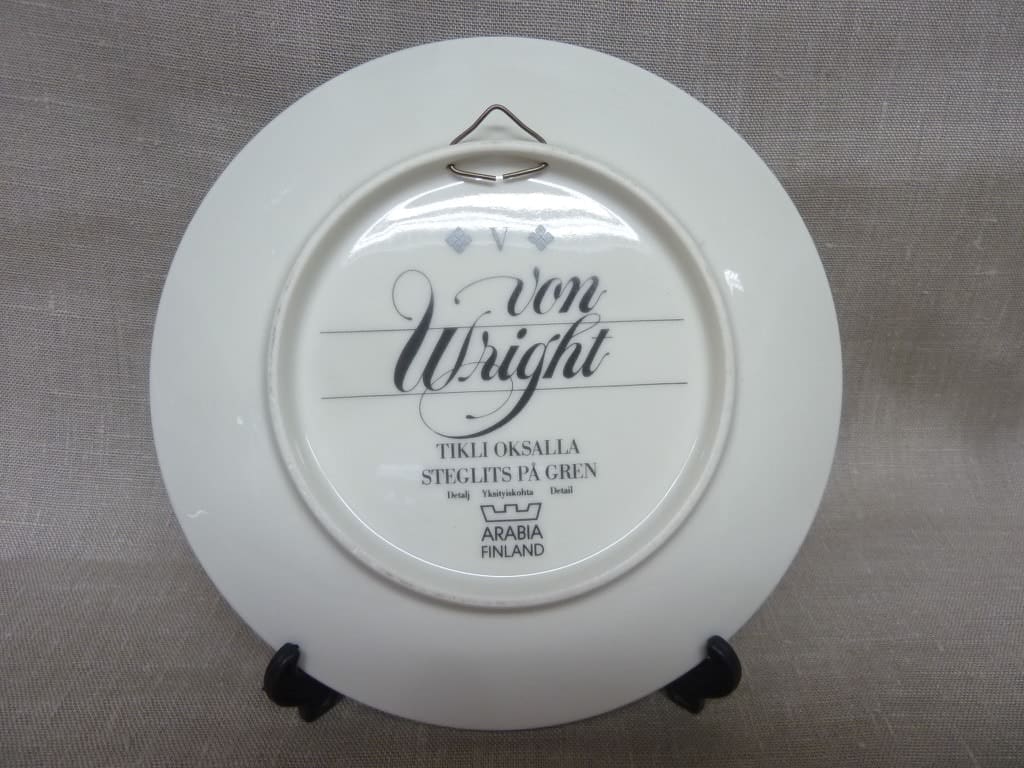 V
von
Wright
TIKLI OKSALLA
STEGLITS PÅ GREN
Detalj Yksityiskohta Detail
ARABIA
FINLAND